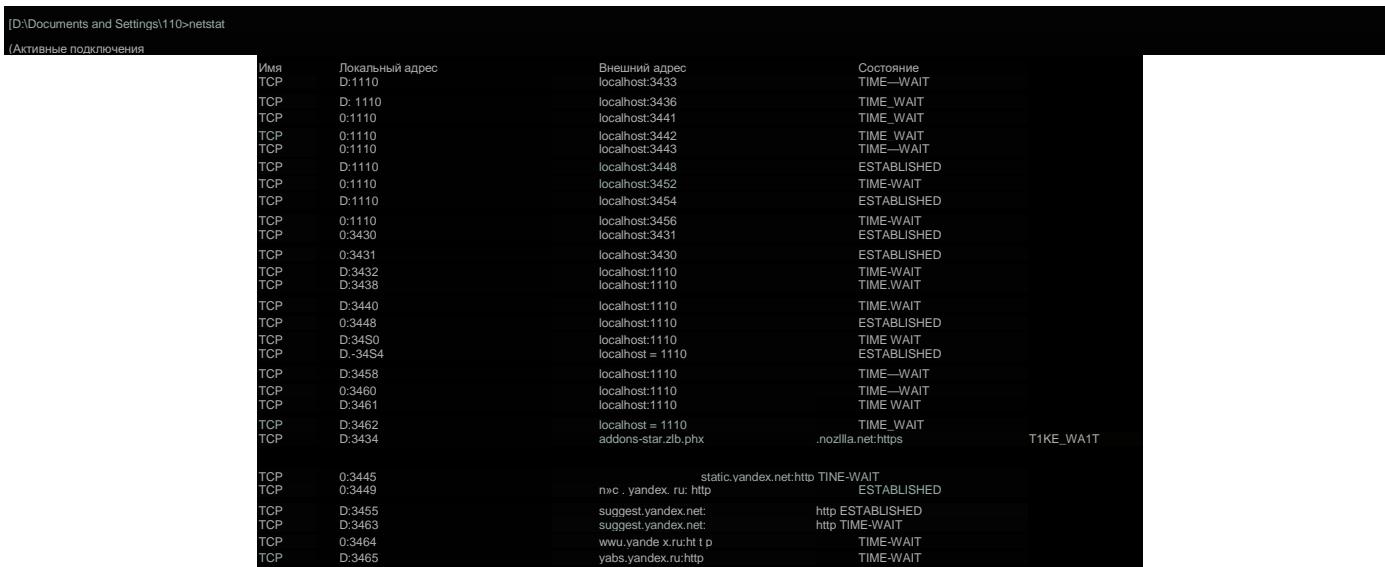 [D:\Documents and Settings\110>netstat
(Активные подключения
Имя Локальный адрес Внешний адрес Состояние
TCP D:1110 localhost:3433 TIME—WAIT
TCP D: 1110 localhost:3436 TIME_WAIT
TCP 0:1110 localhost:3441 TIME_WAIT
TCP 0:1110 localhost:3442 TIME_WAIT
TCP 0:1110 localhost:3443 TIME—WAIT
TCP D:1110 localhost:3448 ESTABLISHED
TCP 0:1110 localhost:3452 TIME-WAIT
TCP D:1110 localhost:3454 ESTABLISHED
TCP 0:1110 localhost:3456 TIME-WAIT
TCP 0:3430 localhost:3431 ESTABLISHED
TCP 0:3431 localhost:3430 ESTABLISHED
TCP D:3432 localhost:1110 TIME-WAIT
TCP D:3438 localhost:1110 TIME.WAIT
TCP D:3440 localhost:1110 TIME.WAIT
TCP 0:3448 localhost:1110 ESTABLISHED
TCP D:34S0 localhost:1110 TIME WAIT
TCP D.-34S4 localhost = 1110 ESTABLISHED
TCP D:3458 localhost:1110 TIME—WAIT
TCP 0:3460 localhost:1110 TIME—WAIT
TCP D:3461 localhost:1110 TIME WAIT
TCP D:3462 localhost = 1110 TIME_WAIT
TCP D:3434 addons-star.zlb.phx .nozllla.net:https T1KE_WA1T
TCP 0:3445 static.yandex.net:http TINE-WAIT
TCP 0:3449 n»c . yandex. ru: http ESTABLISHED
TCP D:3455 suggest.yandex.net: http ESTABLISHED
TCP D:3463 suggest.yandex.net: http TIME-WAIT
TCP 0:3464 wwu.yande x.ru:ht t p TIME-WAIT
TCP D:3465 yabs.yandex.ru:http TIME-WAIT